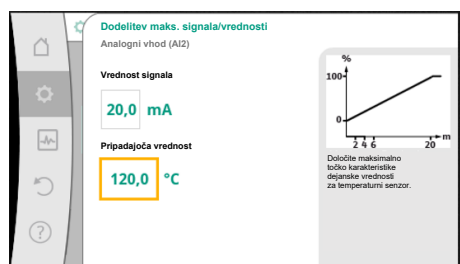 Dodelitev maks. signala/vrednosti
Analogni vhod (AI2)
Vrednost signala
20,0 mA
Pripadajoča vrednost
120,0 °C
%
100
0
2 4 6 20 m
Določite maksimalno
točko karakteristike
dejanske vrednosti
za temperaturni senzor.
?